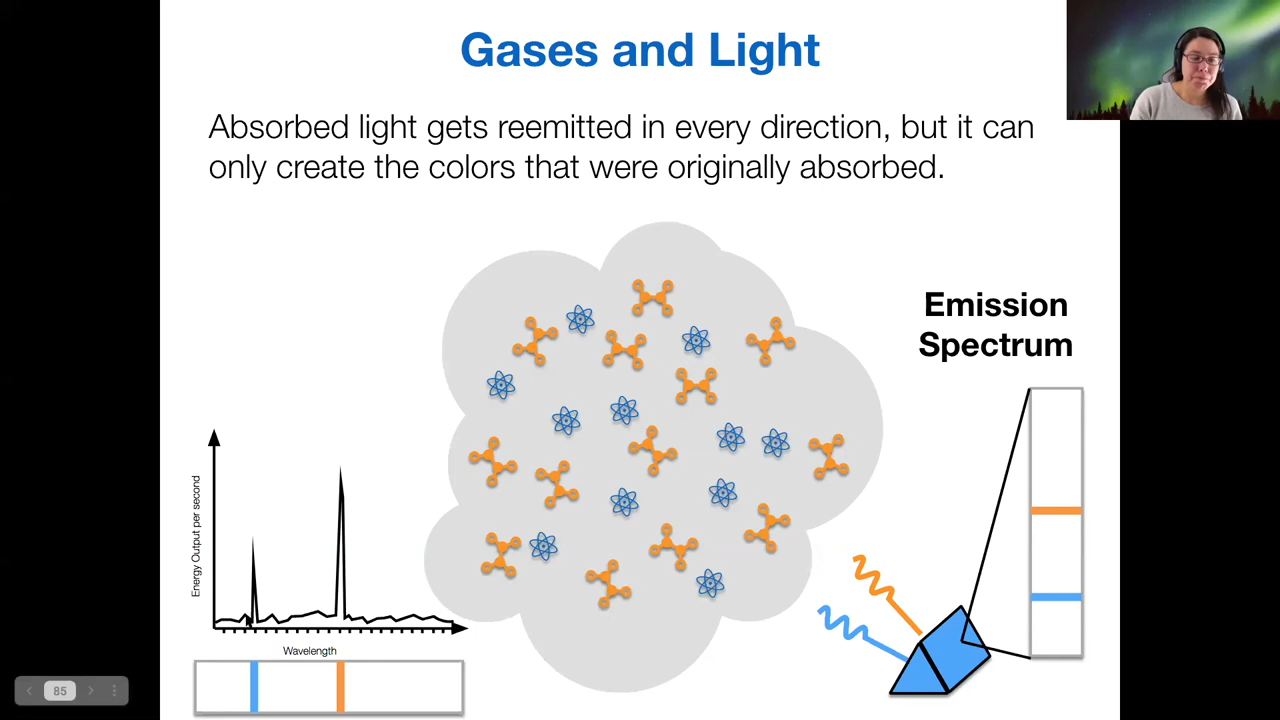 Gases and Light
Absorbed light gets reemitted in every direction, but it can
only create the colors that were originally absorbed.
Emission
Spectrum
Energy Output per second
Wavelength
85